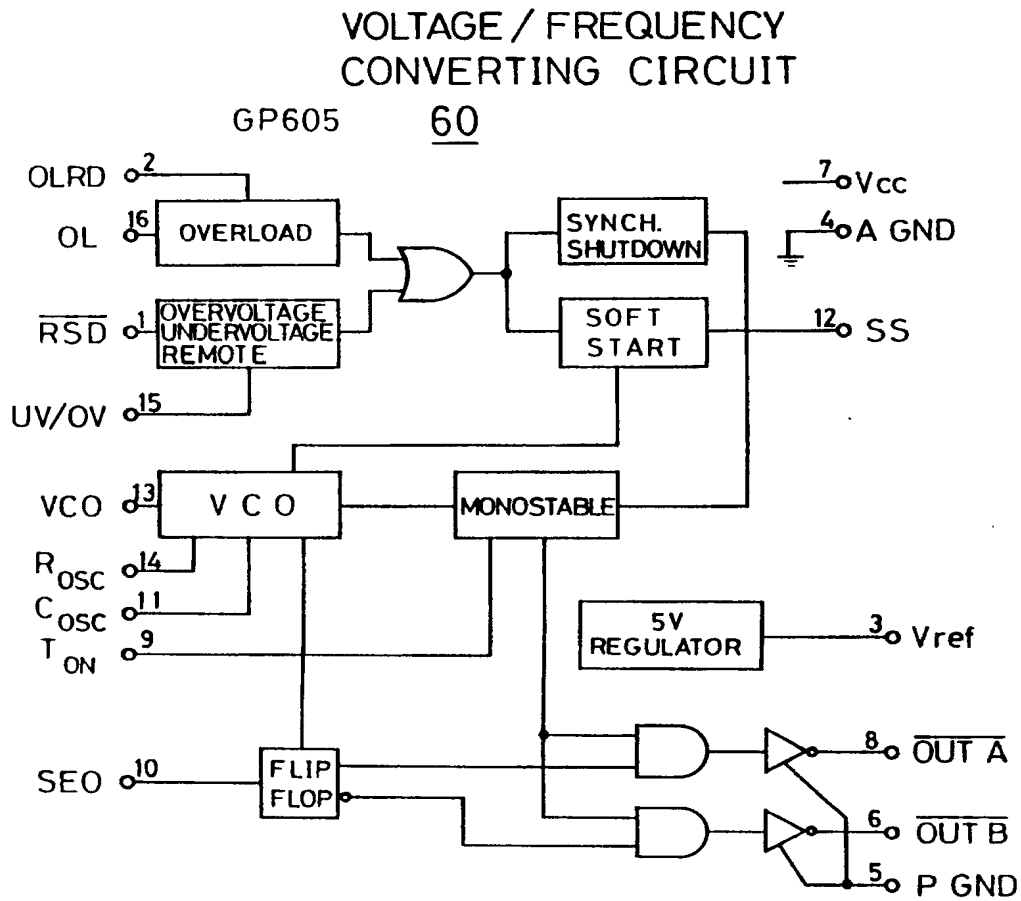 VOLTAGE / FREQUENCY
CONVERTING CIRCUIT
GP605 60
OLRD 2
OL 16
OVERLOAD
SYNCH.
SHUTDOWN
7 Vcc
4 A GND
RSD 1
OVERVOLTAGE
UNDERVOLTAGE
REMOTE
SOFT
START
12 SS
UV/OV 15
VCO 13
VCO
MONOSTABLE
ROSC 14
COSC 11
TON 9
5V
REGULATOR
3 Vref
SEO 10
FLIP
FLOP
8 OUT A
6 OUT B
5 P GND